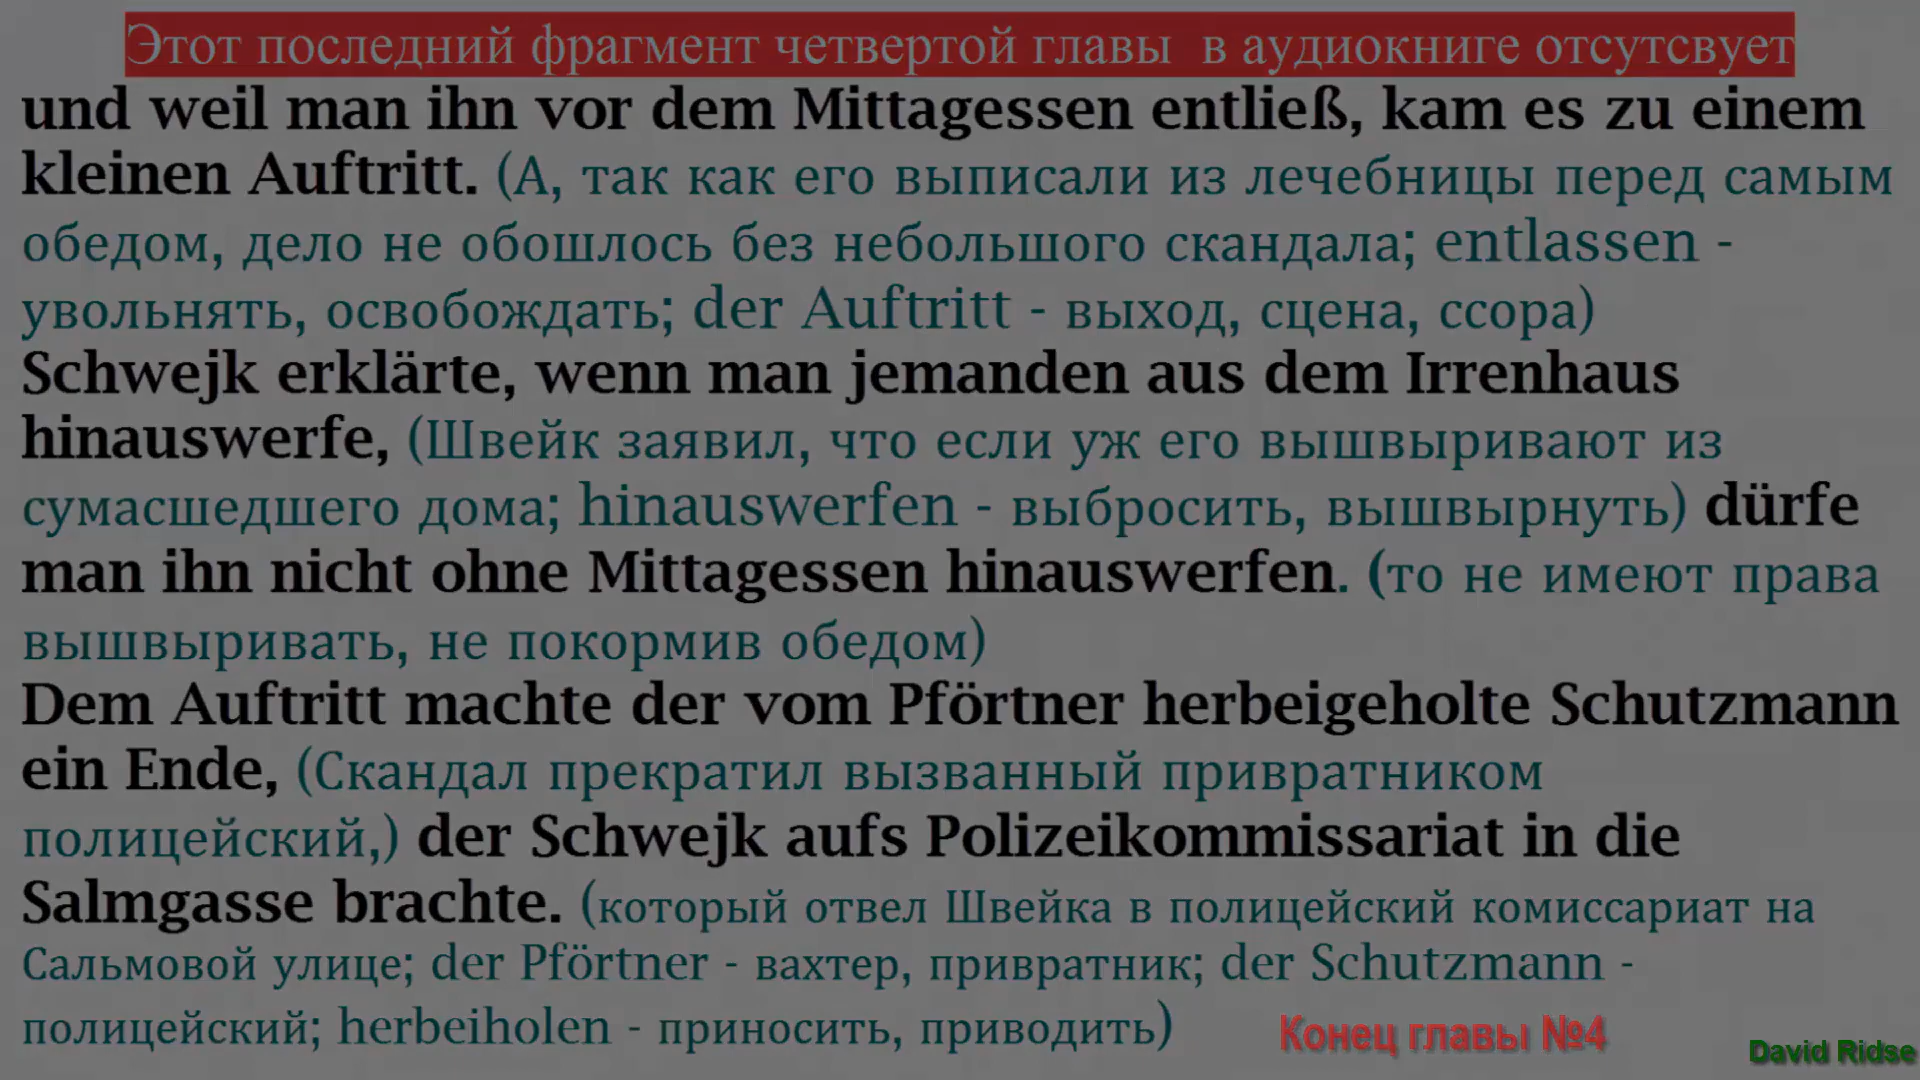 Этот последний фрагмент четвертой главы в аудиокниге отсутсвует
und weil man ihn vor dem Mittagessen entließ, kam es zu einem
kleinen Auftritt. (А, так как его выписали из лечебницы перед самым
обедом, дело не обошлось без небольшого скандала; entlassen -
увольнять, освобождать; der Auftritt - выход, сцена, ссора)
Schwejk erklärte, wenn man jemanden aus dem Irrenhaus
hinauswerfe, (Швейк заявил, что если уж его вышвыривают из
сумасшедшего дома; hinauswerfen - выбросить, вышвырнуть) dürfe
man ihn nicht ohne Mittagessen hinauswerfen. (то не имеют права
вышвыривать, не покормив обедом)
Dem Auftritt machte der vom Pförtner herbeigeholte Schutzmann
ein Ende, (Скандал прекратил вызванный привратником
полицейский,) der Schwejk aufs Polizeikommissariat in die
Salmgasse brachte. (который отвел Швейка в полицейский комиссариат на
Сальмовой улице; der Pförtner - вахтер, привратник; der Schutzmann -
полицейский; herbeiholen - приносить, приводить)
Конец главы №4
David Ridse